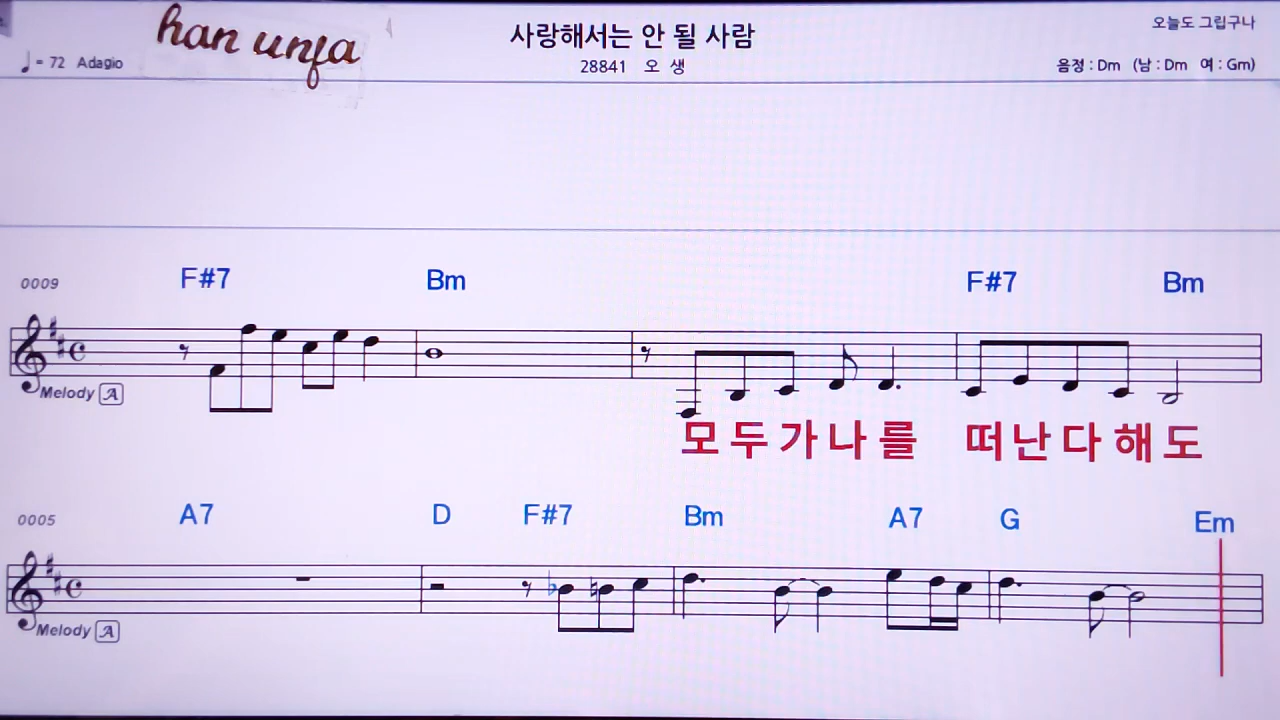 han unfa
사랑해서는 안 될 사람
오늘도 그립구나
♩ = 72 Adagio
28841 오 생
음정 : Dm (남 : Dm 여 : Gm)
0009 F#7 Bm F#7 Bm
Melody A
모두가나를 떠난다해도
0005 A7 D F#7 Bm A7 G Em
Melody A